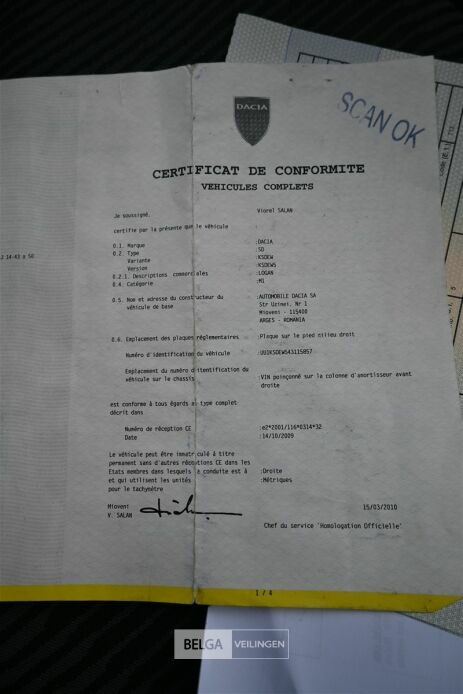 DACIA
SCAN OK
CERTIFICAT DE CONFORMITE
VEHICULES COMPLETS
Je soussigné, Viorel SALAN
certifie par la présente que le véhicule
0.1. Marque :DACIA
0.2. Type :SD
Variante :KSDEW
Version :KSDEW5
0.2.1. Descriptions commerciales :LOGAN
0.4. Catégorie :M1
0.5. Nom et adresse du constructeur du :AUTOMOBILE DACIA SA
véhicule de base Str Uzinei, Nr 1
Mioveni - 115400
ARGES - ROMANIA
0.6. Emplacement des plaques réglementaires :Plaque sur le pied milieu droit
Numéro d'identification du véhicule :UU1KSDEW543115857
Emplacement du numéro d'identification du
véhicule sur le chassis :VIN poinçonné sur la colonne d'amortisseur avant
droite
est conforme à tous égards au type complet
décrit dans
Numéro de réception CE :e2*2001/116*0314*32
Date :14/10/2009
Le véhicule peut être immatriculé à titre
permanent sans d'autres réceptions CE dans les
Etats membres dans lesquels la conduite est à :Droite
et qui utilisent les unités :Métriques
pour le tachymètre
Mioveni 15/03/2010
V. SALAN
Chef du service 'Homologation Officielle'
1 / 4
BELGA VEILINGEN